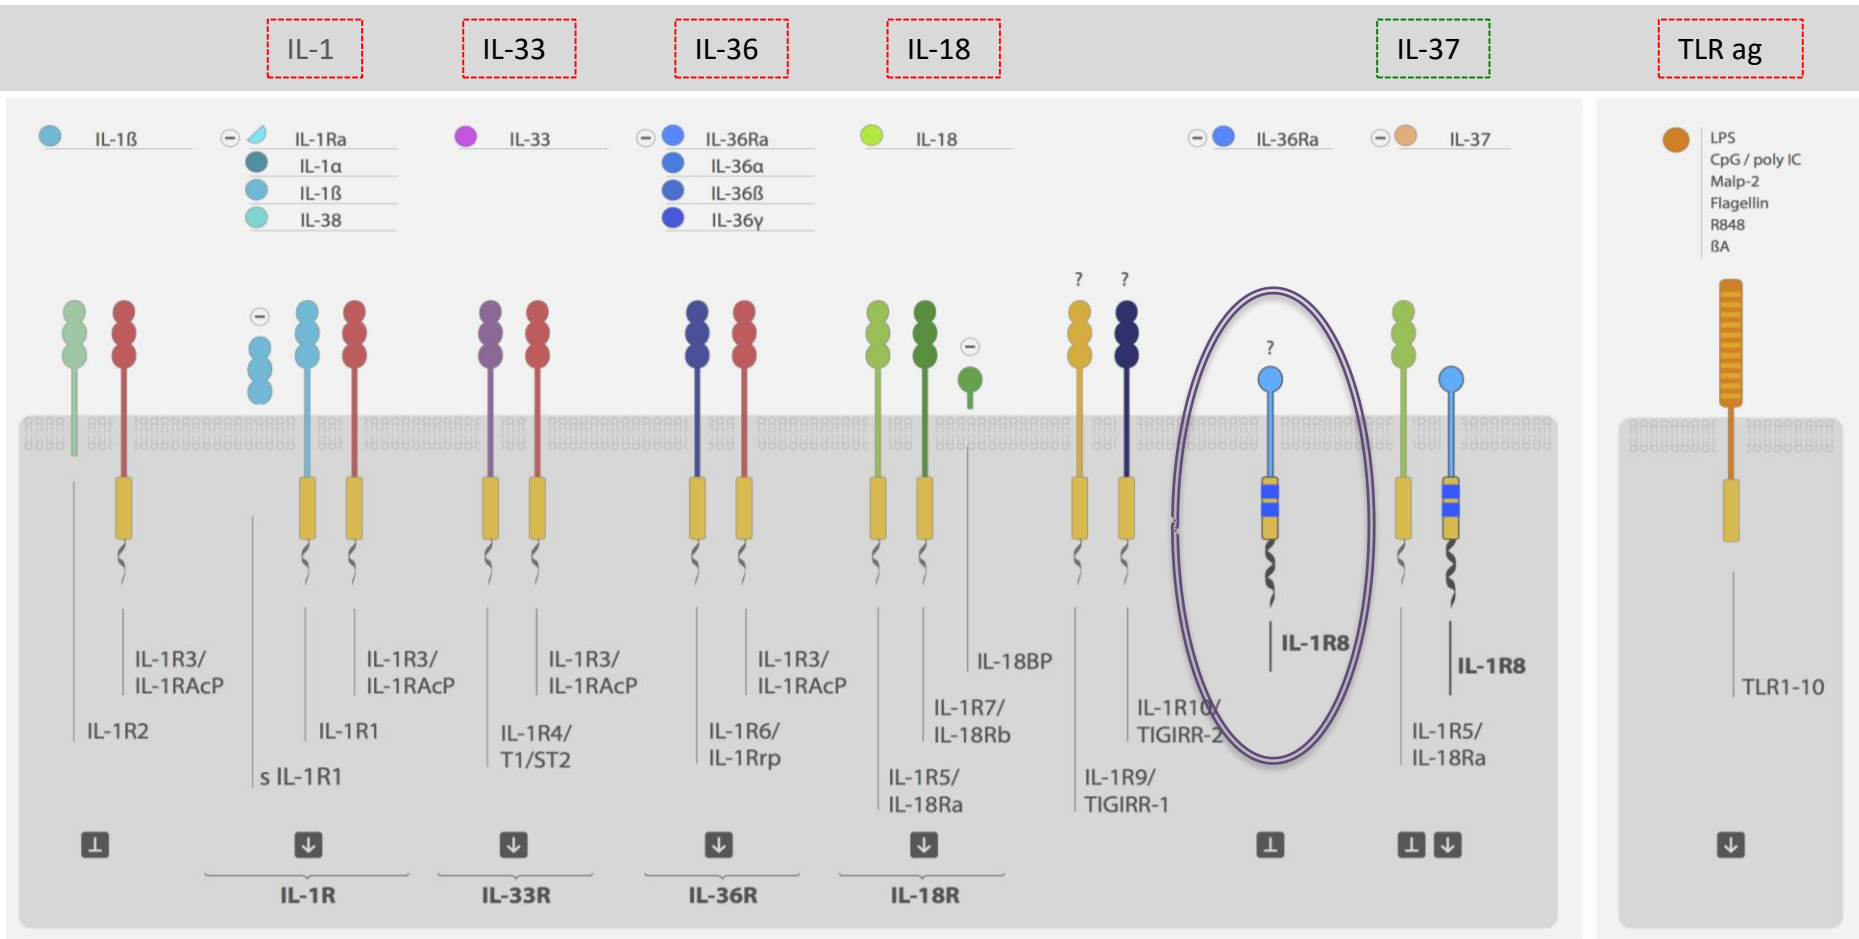 IL-1
IL-33
IL-36
IL-18
IL-37
TLR ag
IL-1ß
IL-1Ra
IL-1α
IL-1ß
IL-38
IL-33
IL-36Ra
IL-36α
IL-36ß
IL-36γ
IL-18
IL-36Ra
IL-37
LPS
CpG / poly IC
Malp-2
Flagellin
R848
ßA
?
?
?
IL-1R3/
IL-1RAcP
IL-1R2
IL-1R3/
IL-1RAcP
IL-1R1
s IL-1R1
IL-1R3/
IL-1RAcP
IL-1R4/
T1/ST2
IL-1R3/
IL-1RAcP
IL-1R6/
IL-1Rrp
IL-18BP
IL-1R7/
IL-18Rb
IL-1R5/
IL-18Ra
IL-1R10/
TIGIRR-2
IL-1R9/
TIGIRR-1
IL-1R8
IL-1R8
IL-1R5/
IL-18Ra
TLR1-10
IL-1R
IL-33R
IL-36R
IL-18R